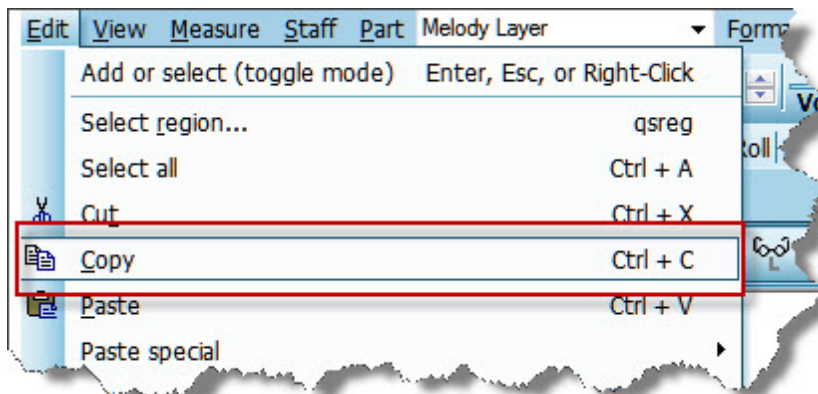 Edit View Measure Staff Part Melody Layer
Add or select (toggle mode) Enter, Esc, or Right-Click
Select region... qsreg
Select all Ctrl + A
Cut Ctrl + X
Copy Ctrl + C
Paste Ctrl + V
Paste special